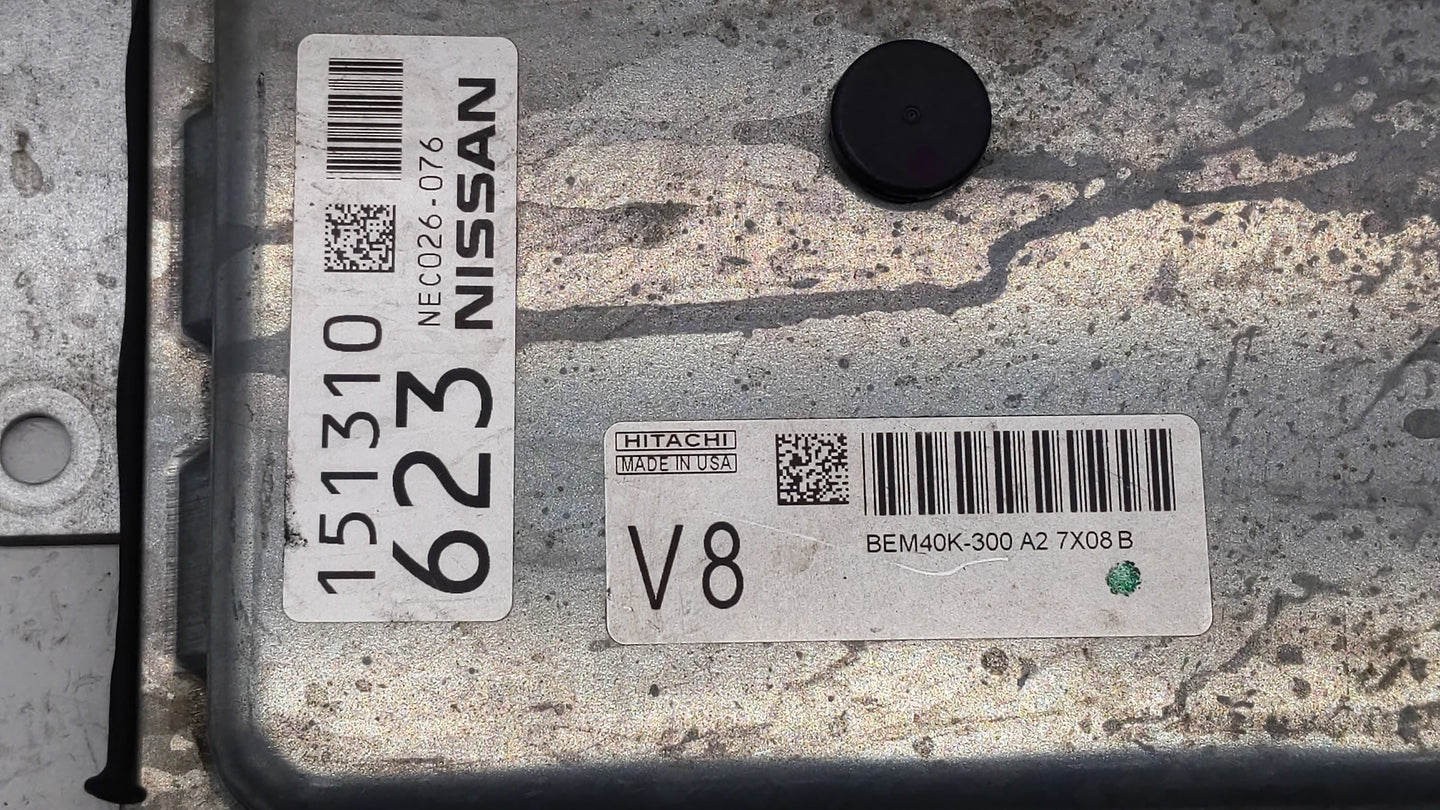 151310
623
NEC026-076
NISSAN
HITACHI
MADE IN USA
V8
BEM40K-300 A2 7X08 B